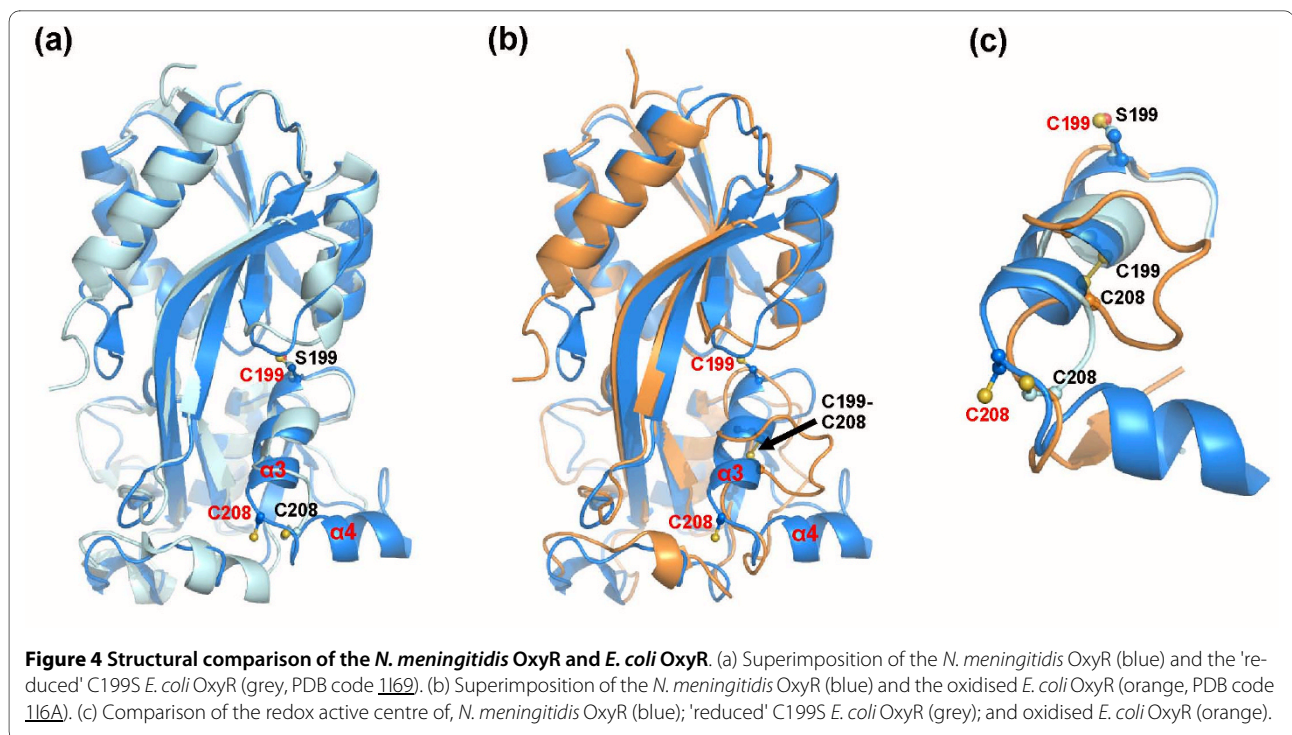 (a)
(b)
(c)
S199
C199
α3
C208
C208
α4
C199
C199-
C208
α3
C208
α4
C199
S199
C199
C208
C208
C208
Figure 4 Structural comparison of the N. meningitidis OxyR and E. coli OxyR. (a) Superimposition of the N. meningitidis OxyR (blue) and the 're-
duced' C199S E. coli OxyR (grey, PDB code 1I69). (b) Superimposition of the N. meningitidis OxyR (blue) and the oxidised E. coli OxyR (orange, PDB code
1I6A). (c) Comparison of the redox active centre of, N. meningitidis OxyR (blue); 'reduced' C199S E. coli OxyR (grey); and oxidised E. coli OxyR (orange).